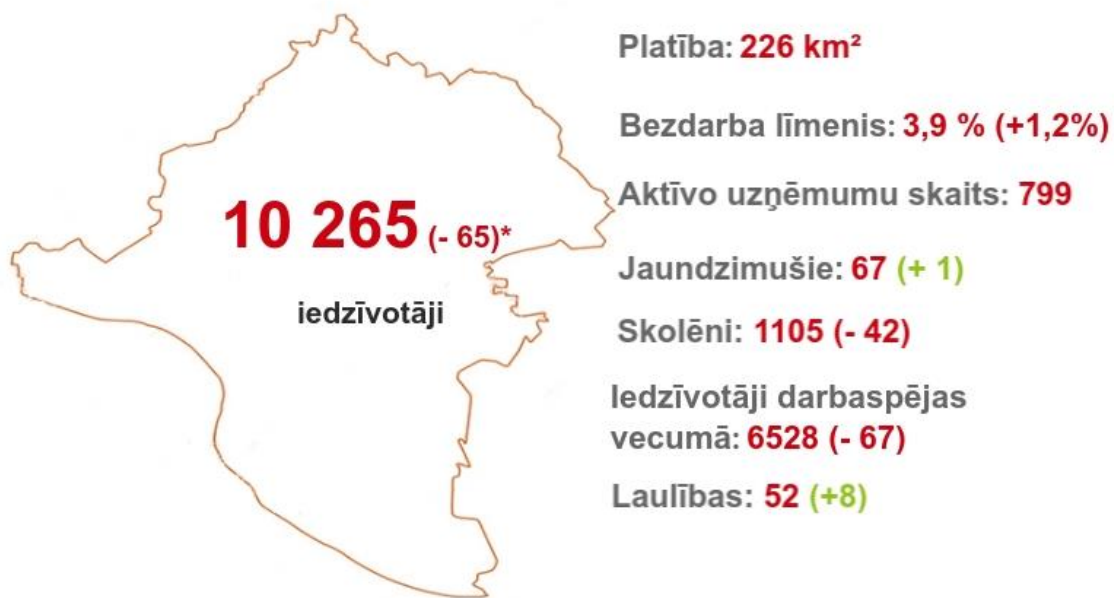 10 265 (- 65)*
iedzīvotāji
Platība: 226 km²
Bezdarba līmenis: 3,9 % (+1,2%)
Aktīvo uzņēmumu skaits: 799
Jaundzimušie: 67 (+ 1)
Skolēni: 1105 (- 42)
Iedzīvotāji darbaspējas
vecumā: 6528 (- 67)
Laulības: 52 (+8)